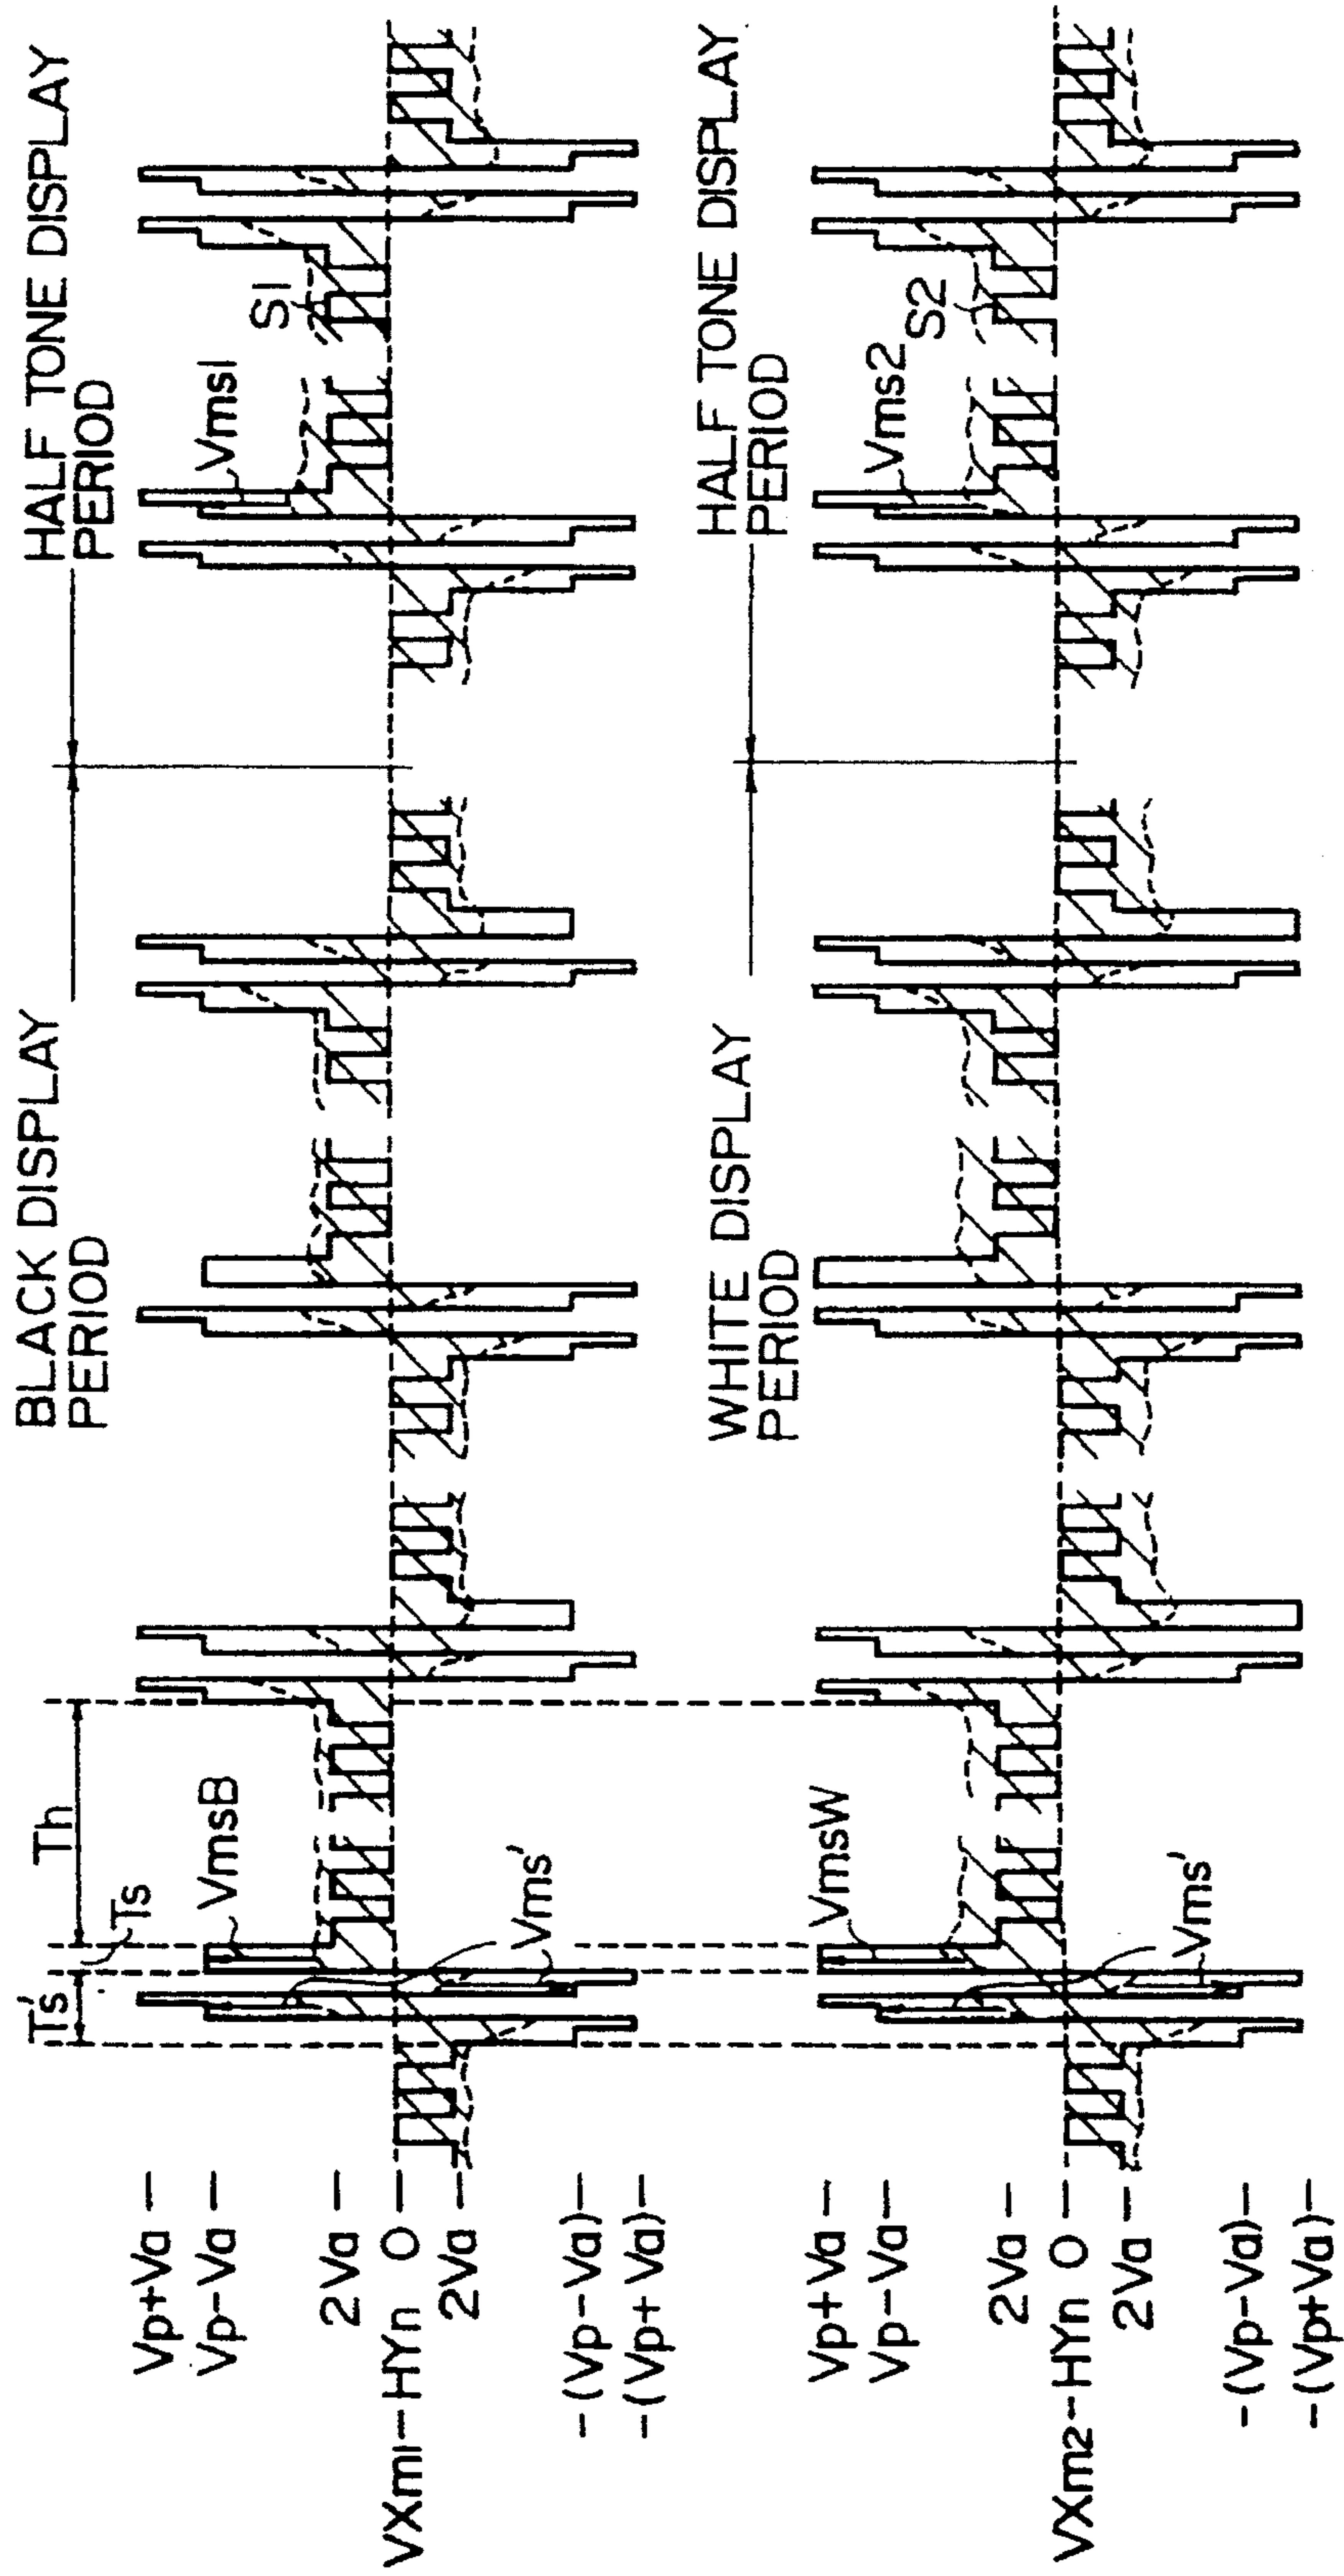 BLACK DISPLAY
PERIOD
HALF TONE DISPLAY
PERIOD
Ts'
Ts
Th
VmsB
Vms1
S1
Vms'
Vp+Va
Vp-Va
2Va
VXm1-HYn 0
2Va
-(Vp-Va)
-(Vp+Va)
WHITE DISPLAY
PERIOD
HALF TONE DISPLAY
PERIOD
VmsW
Vms2
S2
Vms'
Vp+Va
Vp-Va
2Va
VXm2-HYn 0
2Va
-(Vp-Va)
-(Vp+Va)